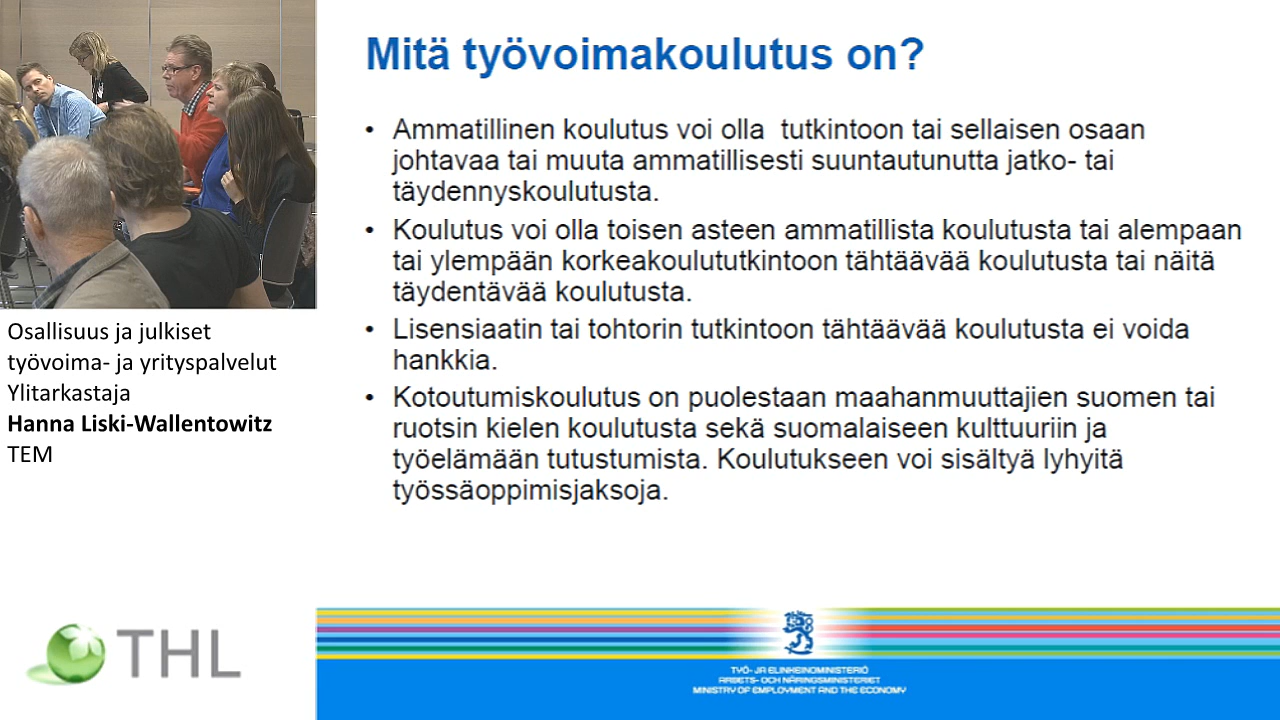 Mitä työvoimakoulutus on?
• Ammatillinen koulutus voi olla tutkintoon tai sellaisen osaan
johtavaa tai muuta ammatillisesti suuntautunutta jatko- tai
täydennyskoulutusta.
• Koulutus voi olla toisen asteen ammatillista koulutusta tai alempaan
tai ylempään korkeakoulututkintoon tähtäävää koulutusta tai näitä
täydentävää koulutusta.
• Lisensiaatin tai tohtorin tutkintoon tähtäävää koulutusta ei voida
hankkia.
• Kotoutumiskoulutus on puolestaan maahanmuuttajien suomen tai
ruotsin kielen koulutusta sekä suomalaiseen kulttuuriin ja
työelämään tutustumista. Koulutukseen voi sisältyä lyhyitä
työssäoppimisjaksoja.
Osallisuus ja julkiset
työvoima- ja yrityspalvelut
Ylitarkastaja
Hanna Liski-Wallentowitz
TEM
THL
TYÖ- JA ELINKEINOMINISTERIÖ
ARBETS- OCH NÄRINGSMINISTERIET
MINISTRY OF EMPLOYMENT AND THE ECONOMY